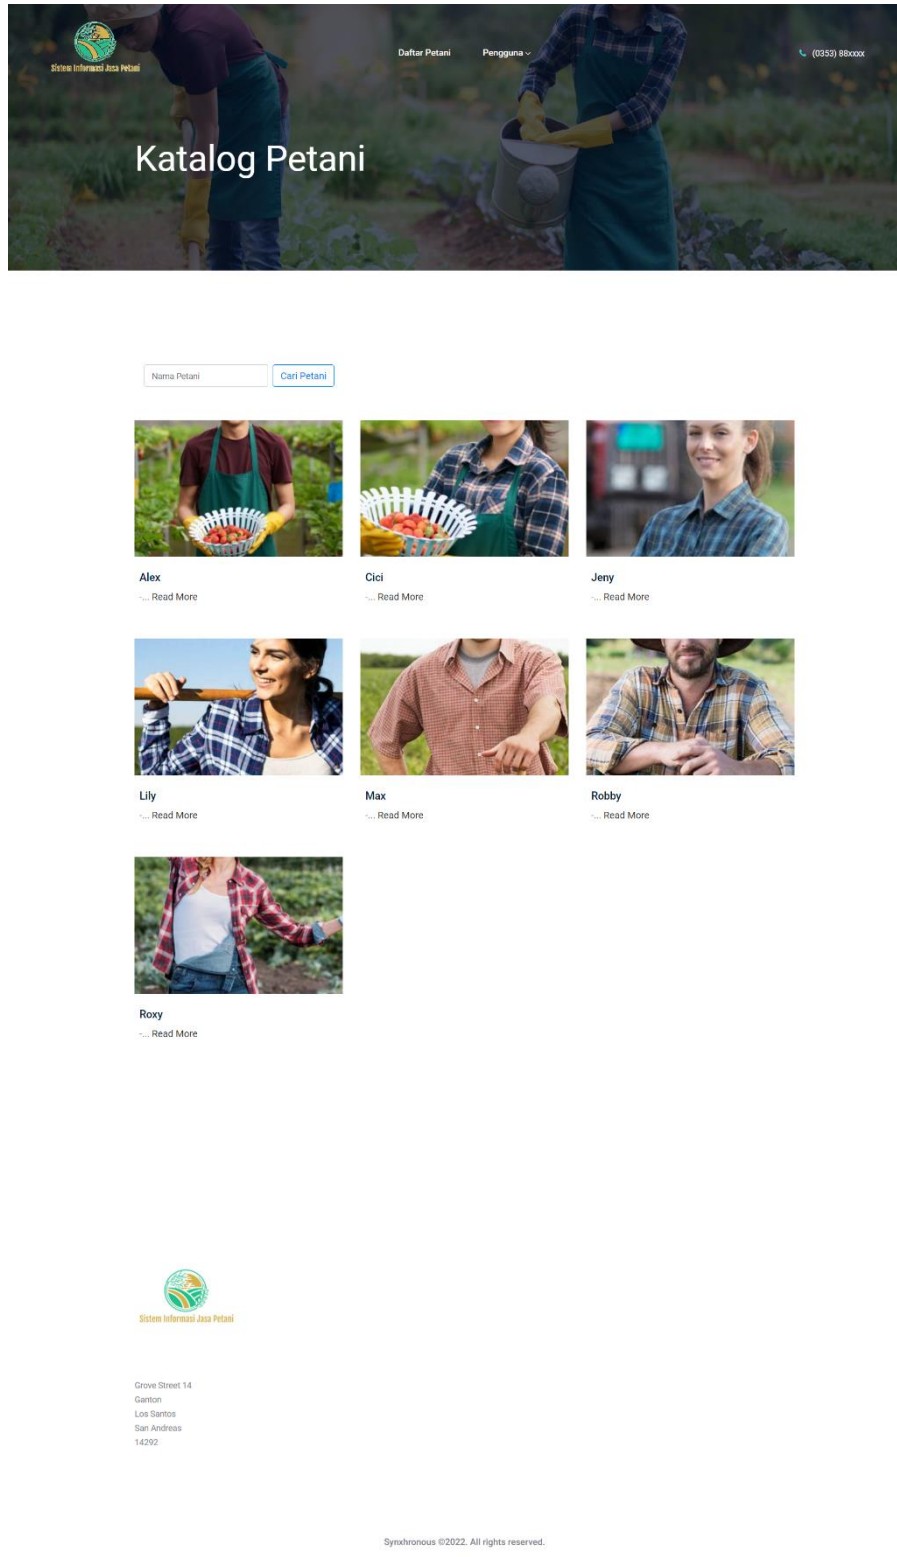 Sistem Informasi Jasa Petani
Daftar Petani
Pengguna
(0353) 88xxxx
Katalog Petani
Nama Petani
Cari Petani
Alex
-... Read More
Cici
-... Read More
Jeny
-... Read More
Lily
-... Read More
Max
-... Read More
Robby
-... Read More
Roxy
-... Read More
Sistem Informasi Jasa Petani
Grove Street 14
Ganton
Los Santos
San Andreas
14292
Synxhronous ©2022. All rights reserved.